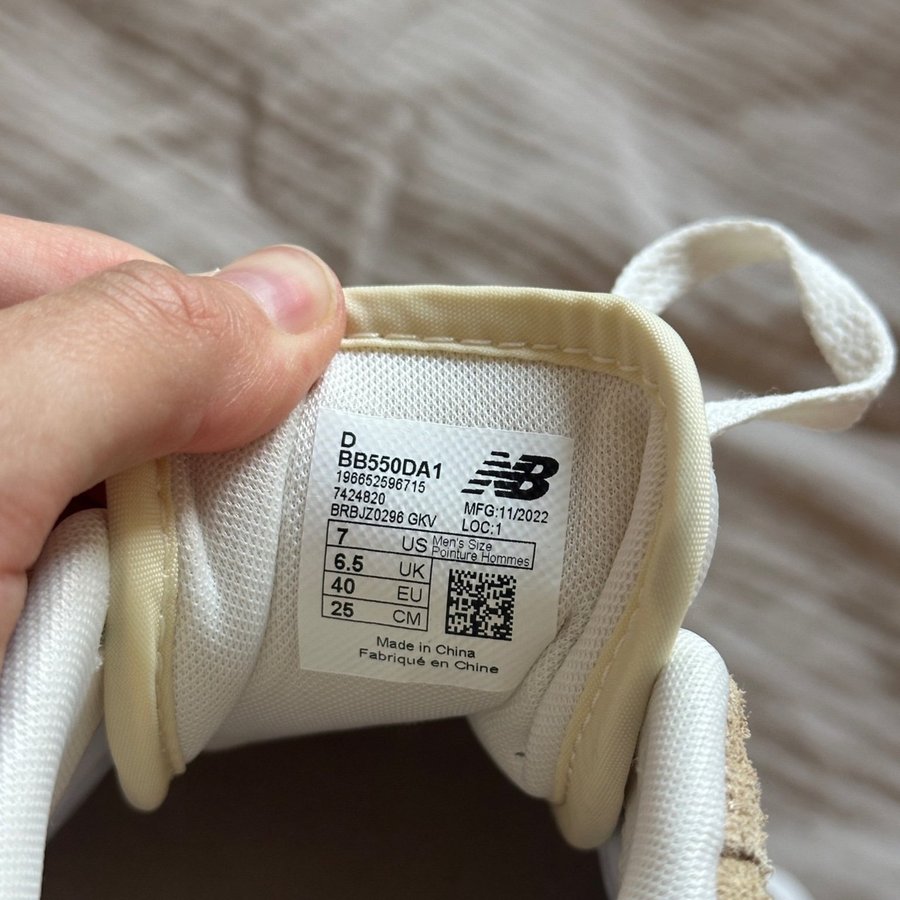 D
BB550DA1
196652596715
7424820
BRBJZ0296 GKV
NB
MFG:11/2022
LOC:1
7 US Men's Size
Pointure Hommes
6.5 UK
40 EU
25 CM
Made in China
Fabriqué en Chine